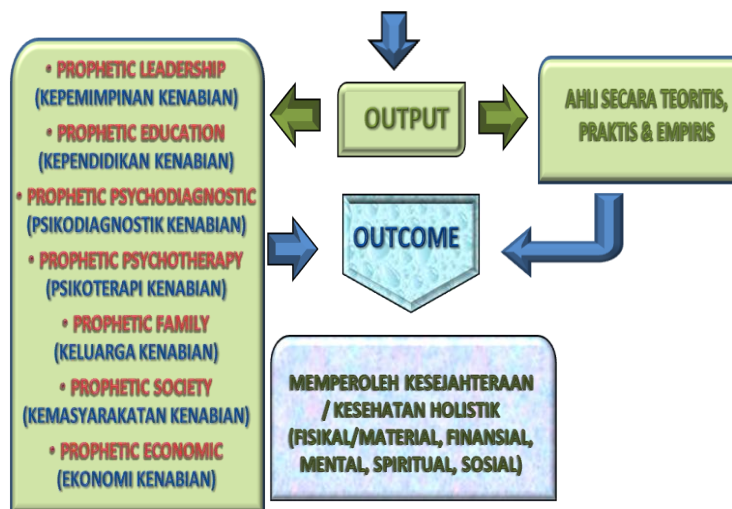 • PROPHETIC LEADERSHIP
(KEPEMIMPINAN KENABIAN)
• PROPHETIC EDUCATION
(KEPENDIDIKAN KENABIAN)
• PROPHETIC PSYCHODIAGNOSTIC
(PSIKODIAGNOSTIK KENABIAN)
• PROPHETIC PSYCHOTHERAPY
(PSIKOTERAPI KENABIAN)
• PROPHETIC FAMILY
(KELUARGA KENABIAN)
• PROPHETIC SOCIETY
(KEMASYARAKATAN KENABIAN)
• PROPHETIC ECONOMIC
(EKONOMI KENABIAN)
OUTPUT
AHLI SECARA TEORITIS,
PRAKTIS & EMPIRIS
OUTCOME
MEMPEROLEH KESEJAHTERAAN
/ KESEHATAN HOLISTIK
(FISIKAL/MATERIAL, FINANSIAL,
MENTAL, SPIRITUAL, SOSIAL)